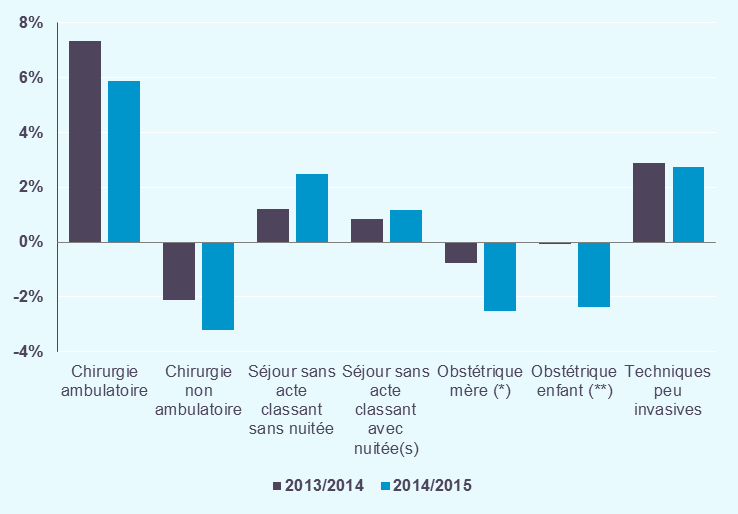 8%
6%
4%
2%
0%
-2%
-4%
Chirurgie
ambulatoire
Chirurgie
non
ambulatoire
Séjour sans
acte
classant
sans nuitée
Séjour sans
acte
classant
avec
nuitée(s)
Obstétrique
mère (*)
Obstétrique
enfant (**)
Techniques
peu
invasives
2013/2014
2014/2015